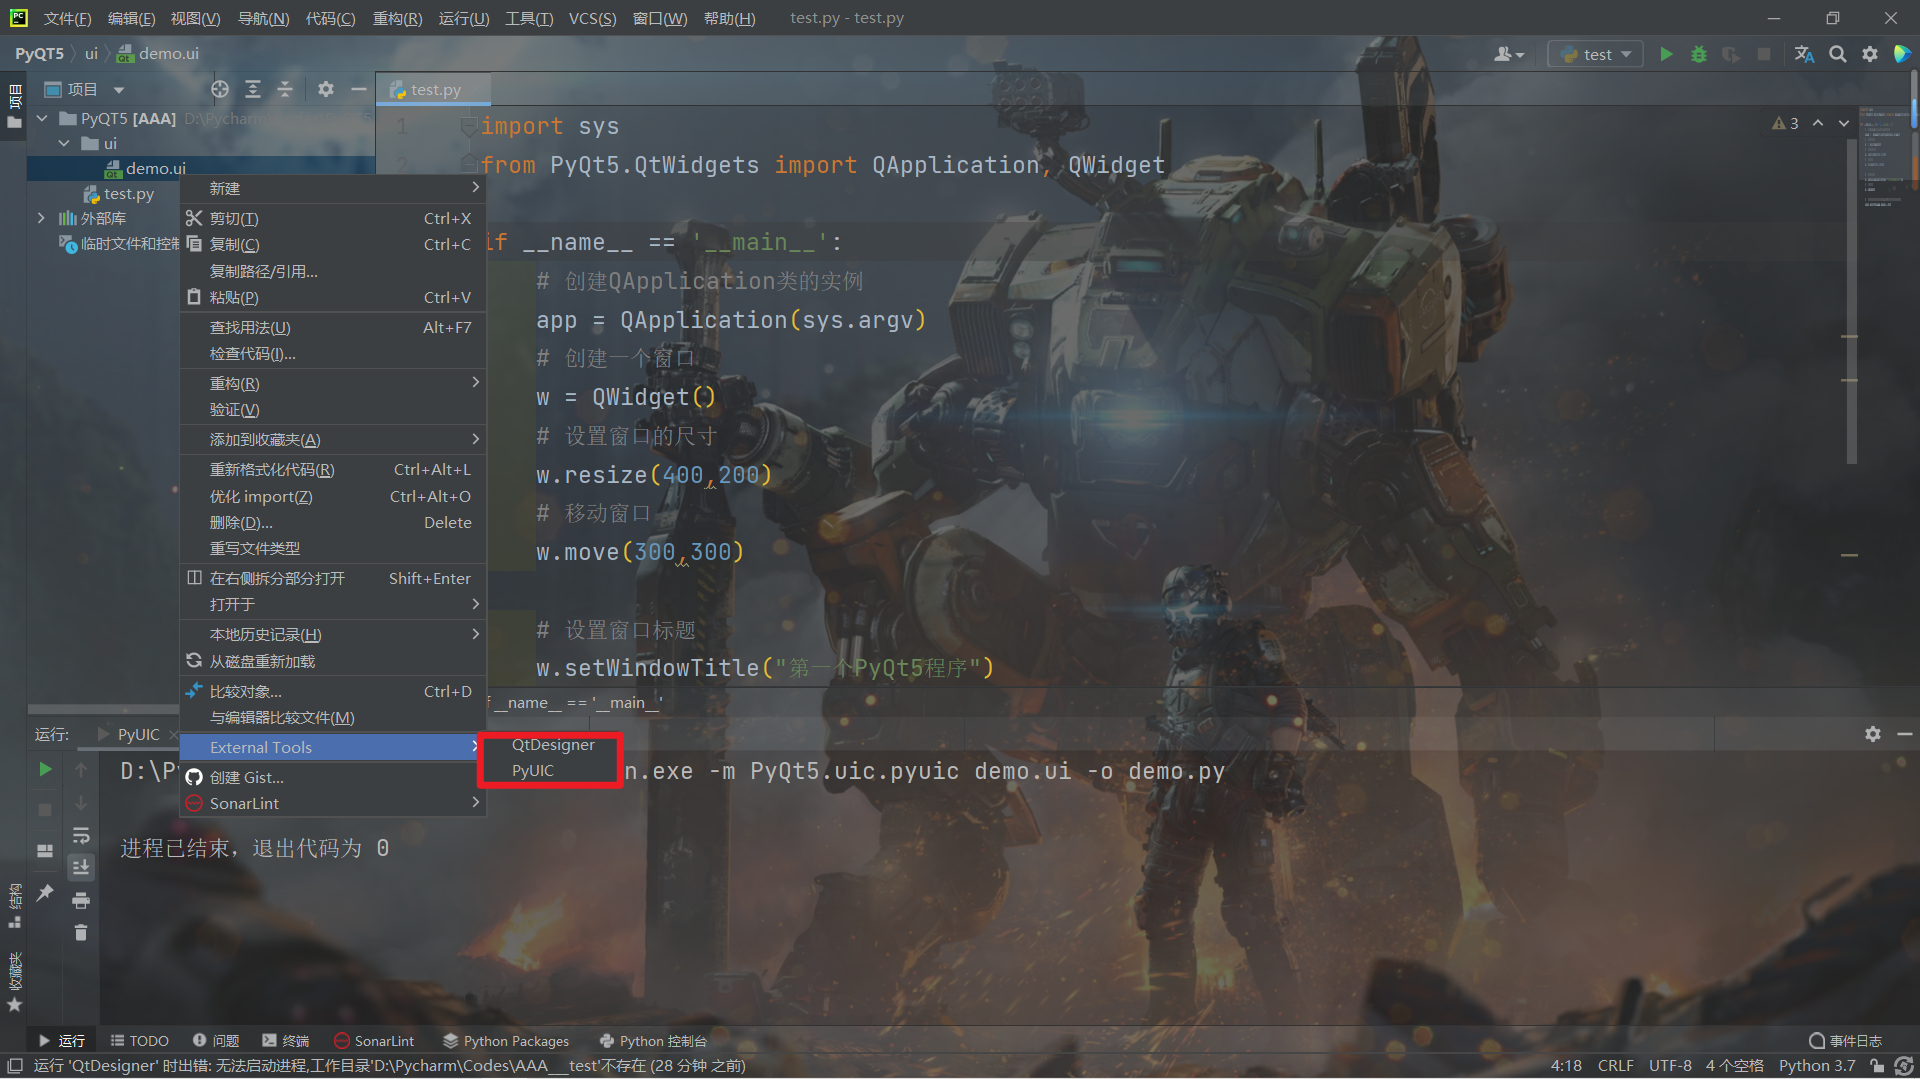 文件(F) 编辑(E) 视图(V) 导航(N) 代码(C) 重构(R) 运行(U) 工具(T) VCS(S) 窗口(W) 帮助(H) test.py - test.py
PyQT5 ui demo.ui
test
项目
项目
test.py
PyQT5 [AAA]
ui
demo.ui
test.py
外部库
临时文件和控制
新建
剪切(T) Ctrl+X
复制(C) Ctrl+C
复制路径/引用...
粘贴(P) Ctrl+V
查找用法(U) Alt+F7
检查代码(I)...
重构(R)
验证(V)
添加到收藏夹(A)
重新格式化代码(R) Ctrl+Alt+L
优化 import(Z) Ctrl+Alt+O
删除(D)... Delete
重写文件类型
在右侧拆分部分打开 Shift+Enter
打开于
本地历史记录(H)
从磁盘重新加载
比较对象... Ctrl+D
与编辑器比较文件(M)
External Tools
创建 Gist...
SonarLint
QtDesigner
PyUIC
1 import sys
2 from PyQt5.QtWidgets import QApplication, QWidget
if __name__ == '__main__':
# 创建QApplication类的实例
app = QApplication(sys.argv)
# 创建一个窗口
w = QWidget()
# 设置窗口的尺寸
w.resize(400,200)
# 移动窗口
w.move(300,300)
# 设置窗口标题
w.setWindowTitle("第一个PyQt5程序")
3
__name__ == '__main__'
运行: PyUIC
n.exe -m PyQt5.uic.pyuic demo.ui -o demo.py
进程已结束，退出代码为 0
结构
收藏夹
运行 TODO 问题 终端 SonarLint Python Packages Python 控制台 事件日志
运行 'QtDesigner' 时出错: 无法启动进程,工作目录'D:\Pycharm\Codes\AAA___test'不存在 (28 分钟 之前) 4:18 CRLF UTF-8 4 个空格 Python 3.7